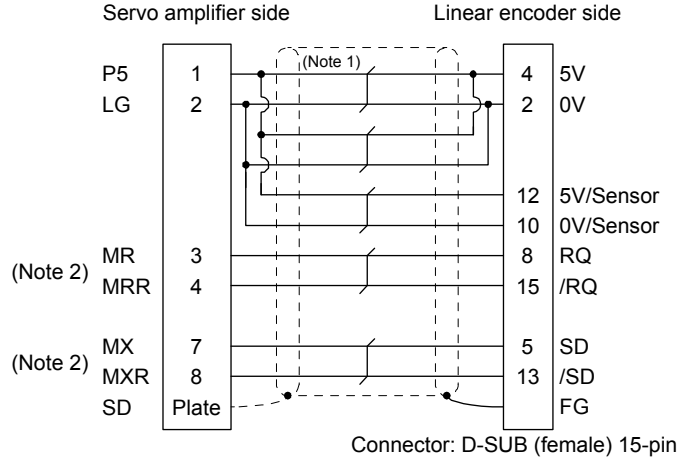 Servo amplifier side Linear encoder side
(Note 1)
P5 1 4 5V
LG 2 2 0V
12 5V/Sensor
10 0V/Sensor
(Note 2)
MR 3 8 RQ
MRR 4 15 /RQ
(Note 2)
MX 7 5 SD
MXR 8 13 /SD
SD Plate FG
Connector: D-SUB (female) 15-pin